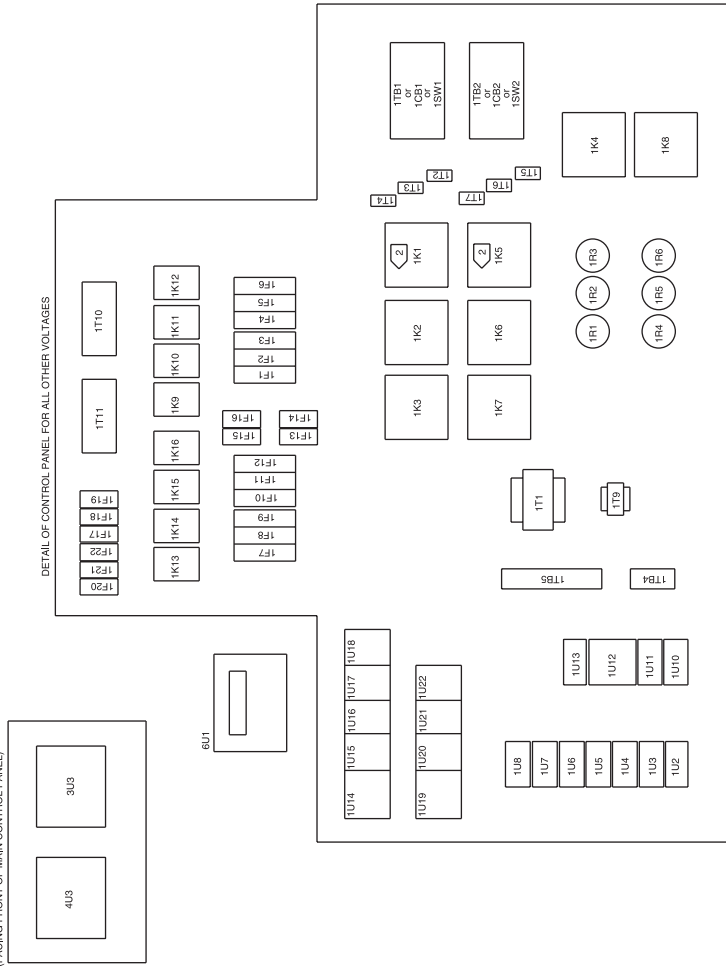 DETAIL OF CONTROL PANEL FOR ALL OTHER VOLTAGES
(FACING FRONT OF MAIN CONTROL PANEL)
4U3
3U3
6U1
1F20
1F21
1F22
1F17
1F18
1F19
1T11
1T10
1K13
1K14
1K15
1K16
1K9
1K10
1K11
1K12
1F7
1F8
1F9
1F10
1F11
1F12
1F15
1F16
1F13
1F14
1F1
1F2
1F3
1F4
1F5
1F6
1U14
1U15
1U16
1U17
1U18
1U19
1U20
1U21
1U22
1K3
1K2
1K1
2
1K7
1K6
1K5
2
1T4
1T3
1T2
1T7
1T6
1T5
1TB1
or
1CB1
or
1SW1
1TB2
or
1CB2
or
1SW2
1K4
1K8
1R1
1R2
1R3
1R4
1R5
1R6
1T1
1T9
1TB5
1TB4
1U13
1U12
1U11
1U10
1U8
1U7
1U6
1U5
1U4
1U3
1U2